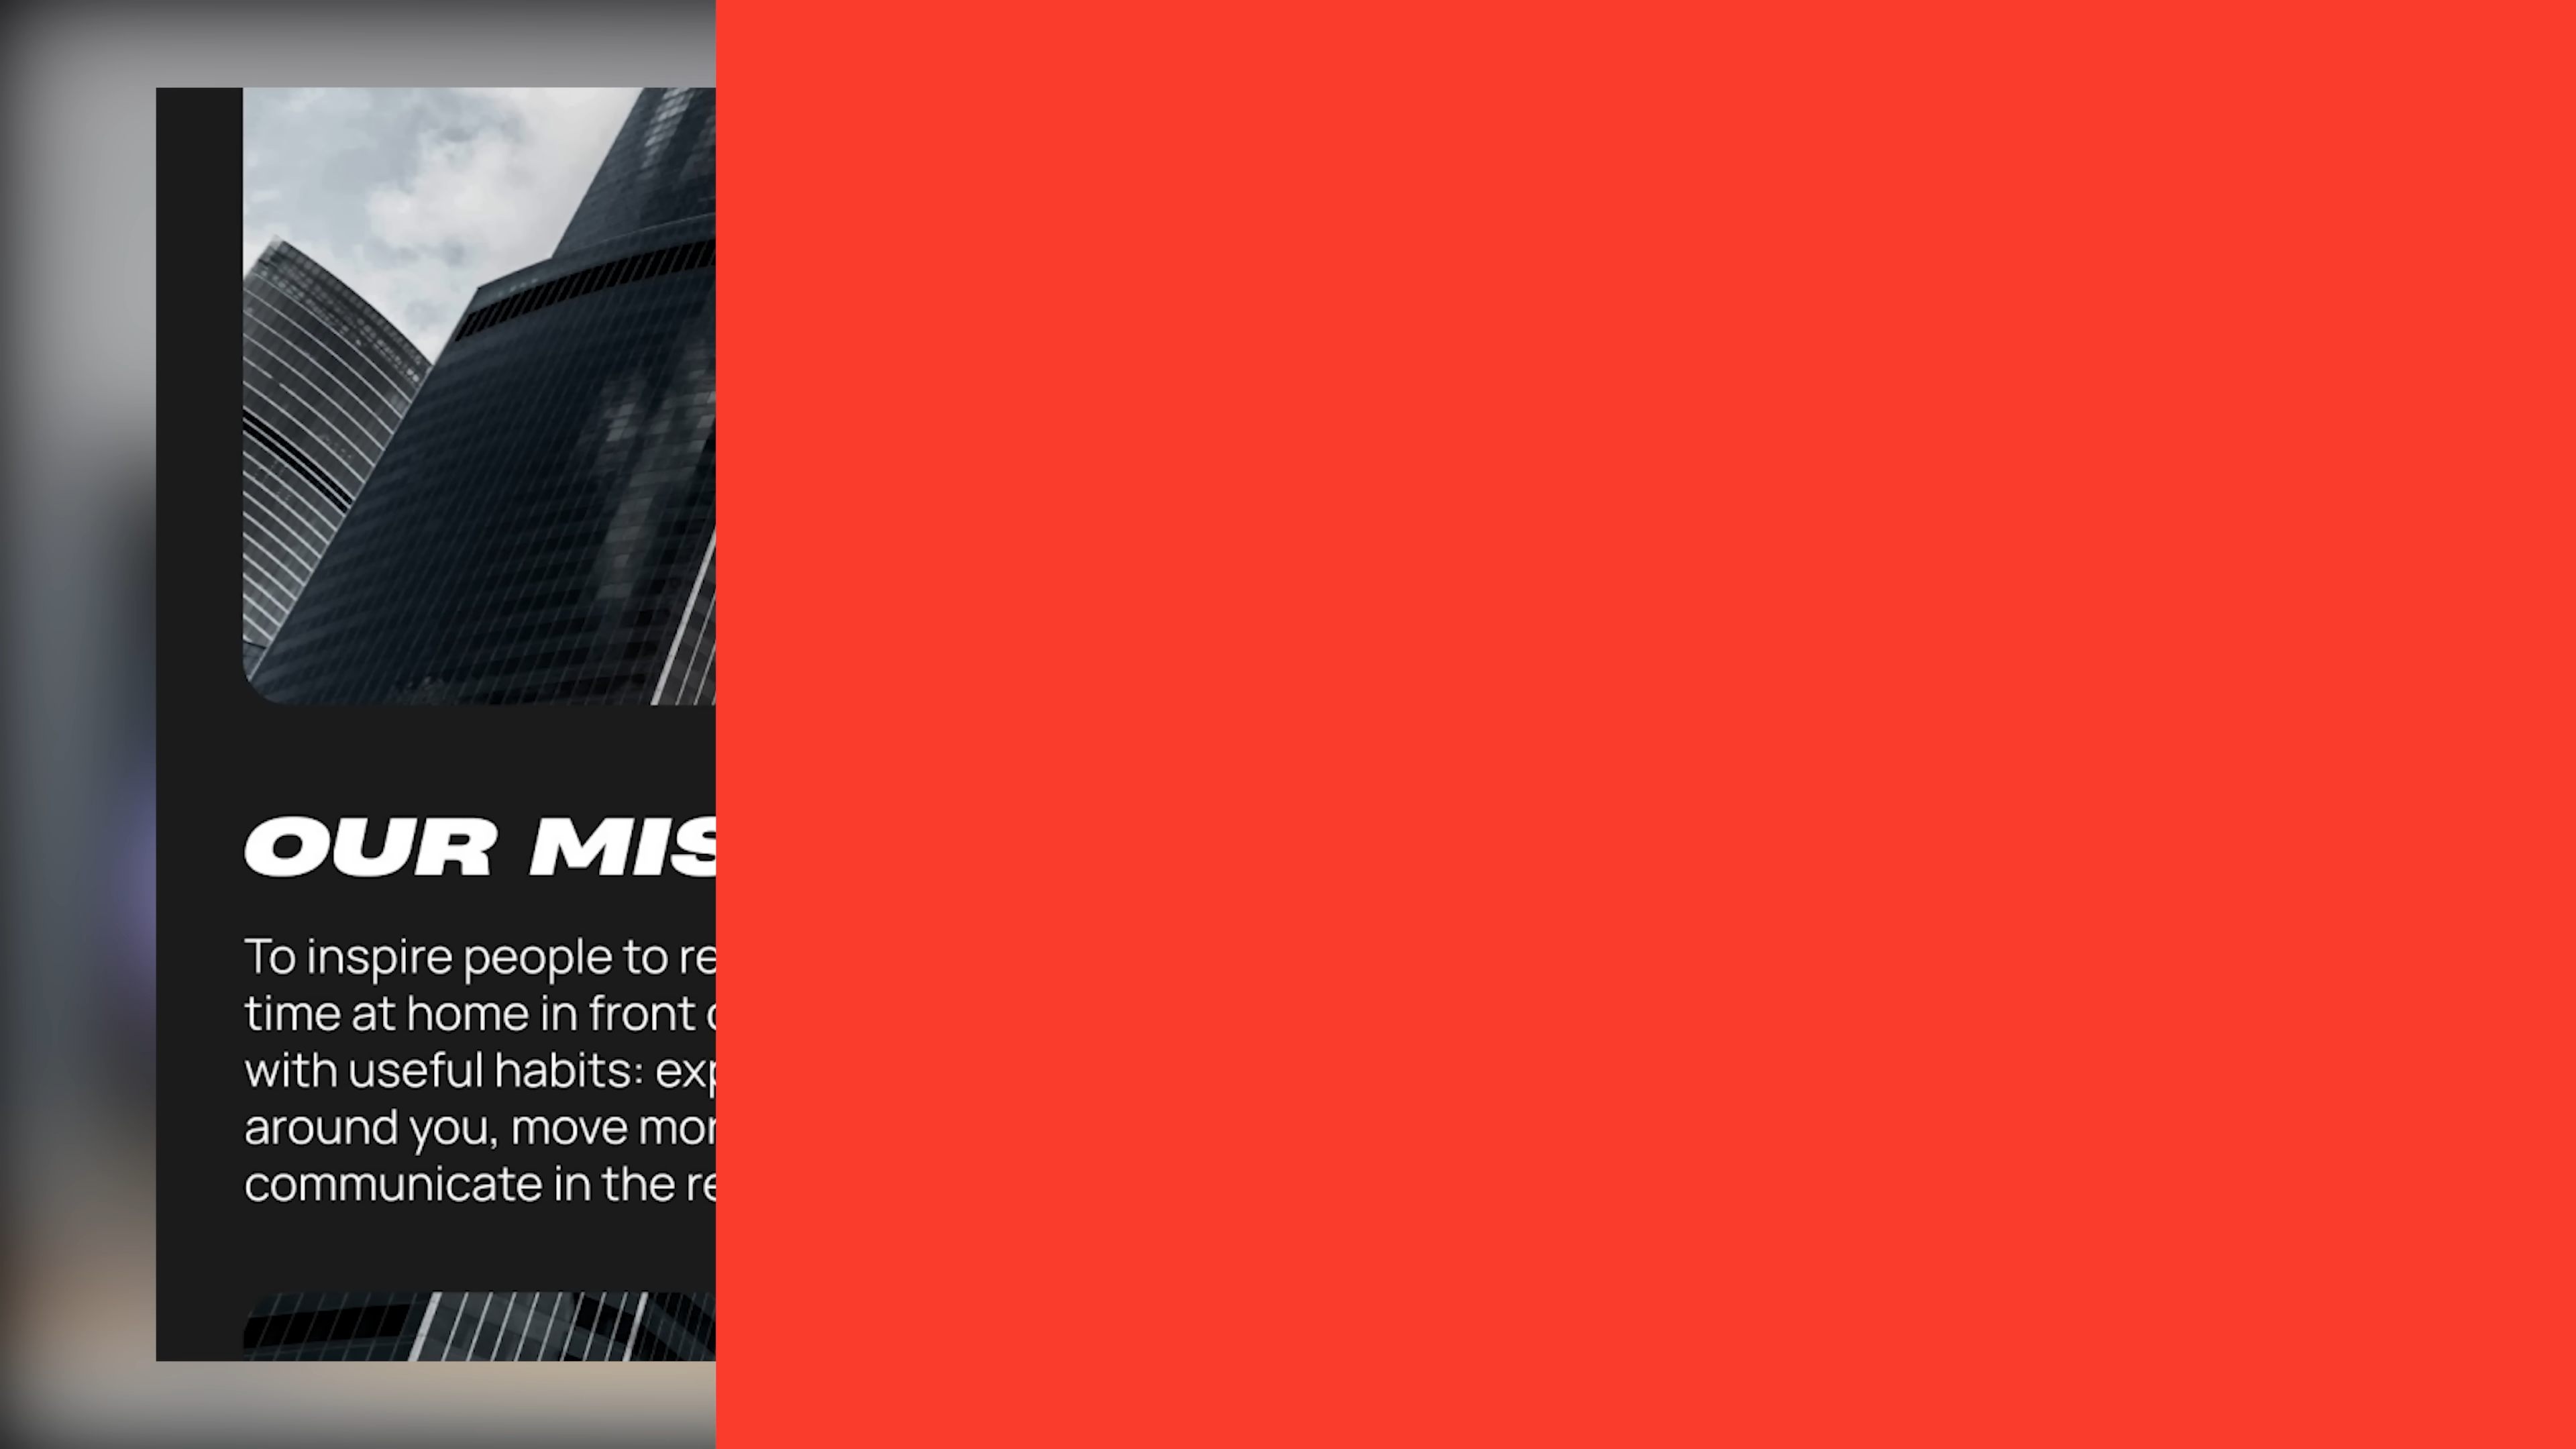 OUR MIS
To inspire people to re
time at home in front
with useful habits: exp
around you, move mor
communicate in the re